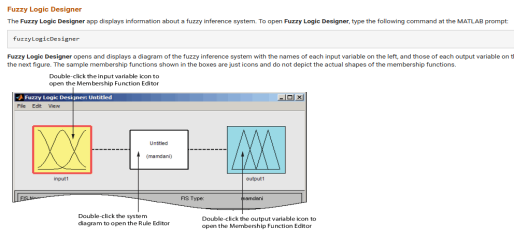 Fuzzy Logic Designer
The Fuzzy Logic Designer app displays information about a fuzzy inference system. To open Fuzzy Logic Designer, type the following command at the MATLAB prompt:
fuzzyLogicDesigner
Fuzzy Logic Designer opens and displays a diagram of the fuzzy inference system with the names of each input variable on the left, and those of each output variable on
the next figure. The sample membership functions shown in the boxes are just icons and do not depict the actual shapes of the membership functions.
Double-click the input variable icon to
open the Membership Function Editor
Fuzzy Logic Designer: Untitled
File Edit View
Untitled
(mamdani)
input1
output1
FIS Type: mamdani
Double-click the system
diagram to open the Rule Editor
Double-click the output variable icon to
open the Membership Function Editor